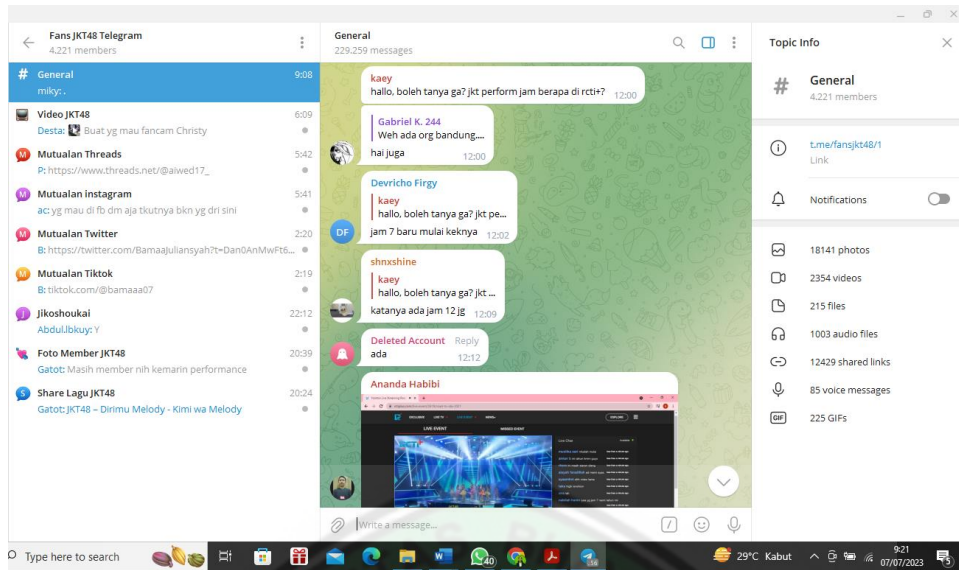 Fans JKT48 Telegram
4.221 members
# General 9:08
miky: .
Video JKT48 6:09
Desta: Buat yg mau fancam Christy
M Mutualan Threads 5:42
P: https://www.threads.net/@aiwed17_
M Mutualan instagram 5:41
ac: yg mau di fb dm aja tkutnya bkn yg dri sini
M Mutualan Twitter 2:20
B: https://twitter.com/BamaaJuliansyah?t=Dan0AnMwFt6...
M Mutualan Tiktok 2:19
B: tiktok.com/@bamaaa07
J Jikoshoukai 22:12
Abdul.Ibkuy: Y
Foto Member JKT48 20:39
Gatot: Masih member nih kemarin performance
S Share Lagu JKT48 20:24
Gatot: JKT48 – Dirimu Melody - Kimi wa Melody
General
229.259 messages
kaey
hallo, boleh tanya ga? jkt perform jam berapa di rcti+? 12:00
Gabriel K. 244
Weh ada org bandung....
hai juga 12:00
Devricho Firgy
kaey
hallo, boleh tanya ga? jkt pe...
DF jam 7 baru mulai keknya 12:02
shnxshine
kaey
hallo, boleh tanya ga? jkt ...
katanya ada jam 12 jg 12:09
Deleted Account Reply
ada 12:12
Ananda Habibi
LIVE EVENT MISSED EVENT
Live Chat
Write a message...
Topic Info
# General
4.221 members
t.me/fansjkt48/1
Link
Notifications
18141 photos
2354 videos
215 files
1003 audio files
12429 shared links
85 voice messages
GIF 225 GIFs
Type here to search
40
29°C Kabut
9:21
07/07/2023
5